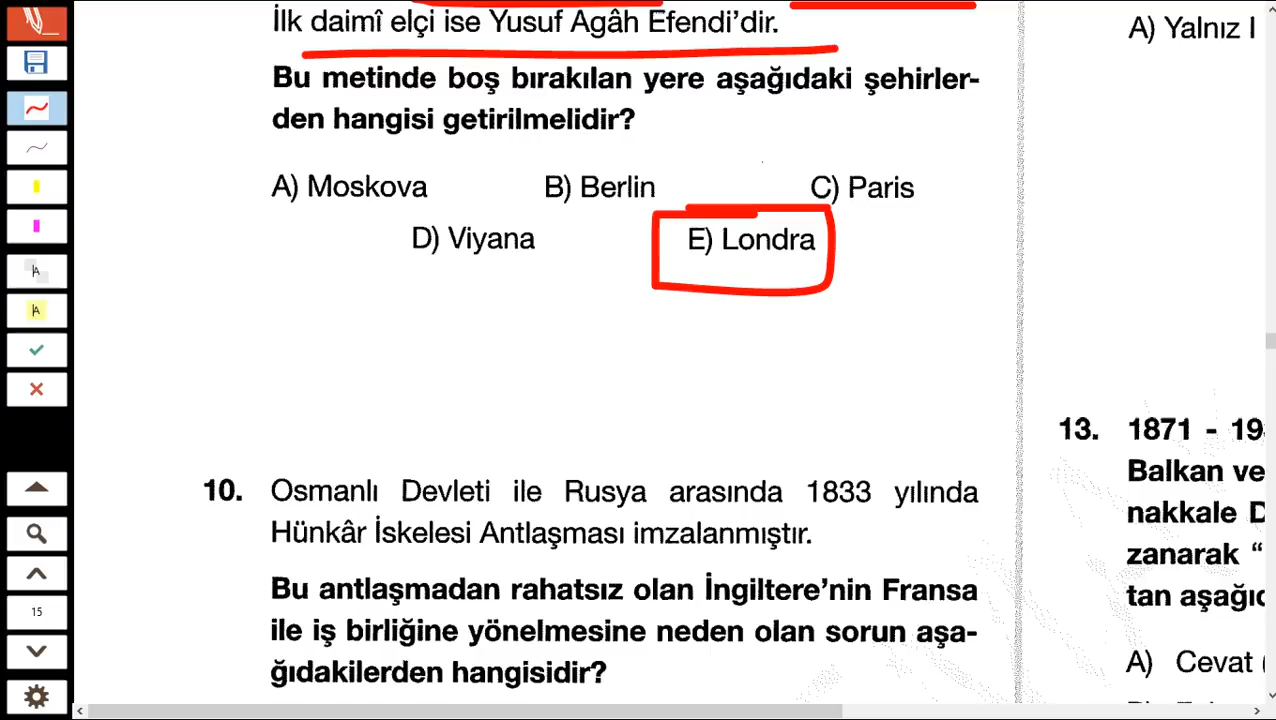 İlk daimî elçi ise Yusuf Agâh Efendi'dir.
Bu metinde boş bırakılan yere aşağıdaki şehirler-
den hangisi getirilmelidir?
A) Moskova
B) Berlin
C) Paris
D) Viyana
E) Londra
10. Osmanlı Devleti ile Rusya arasında 1833 yılında
Hünkâr İskelesi Antlaşması imzalanmıştır.
Bu antlaşmadan rahatsız olan İngiltere'nin Fransa
ile iş birliğine yönelmesine neden olan sorun aşa-
ğıdakilerden hangisidir?
A) Yalnız I
13. 1871 - 19
Balkan ve
nakkale
zanarak "
tan
A) Cevat
15